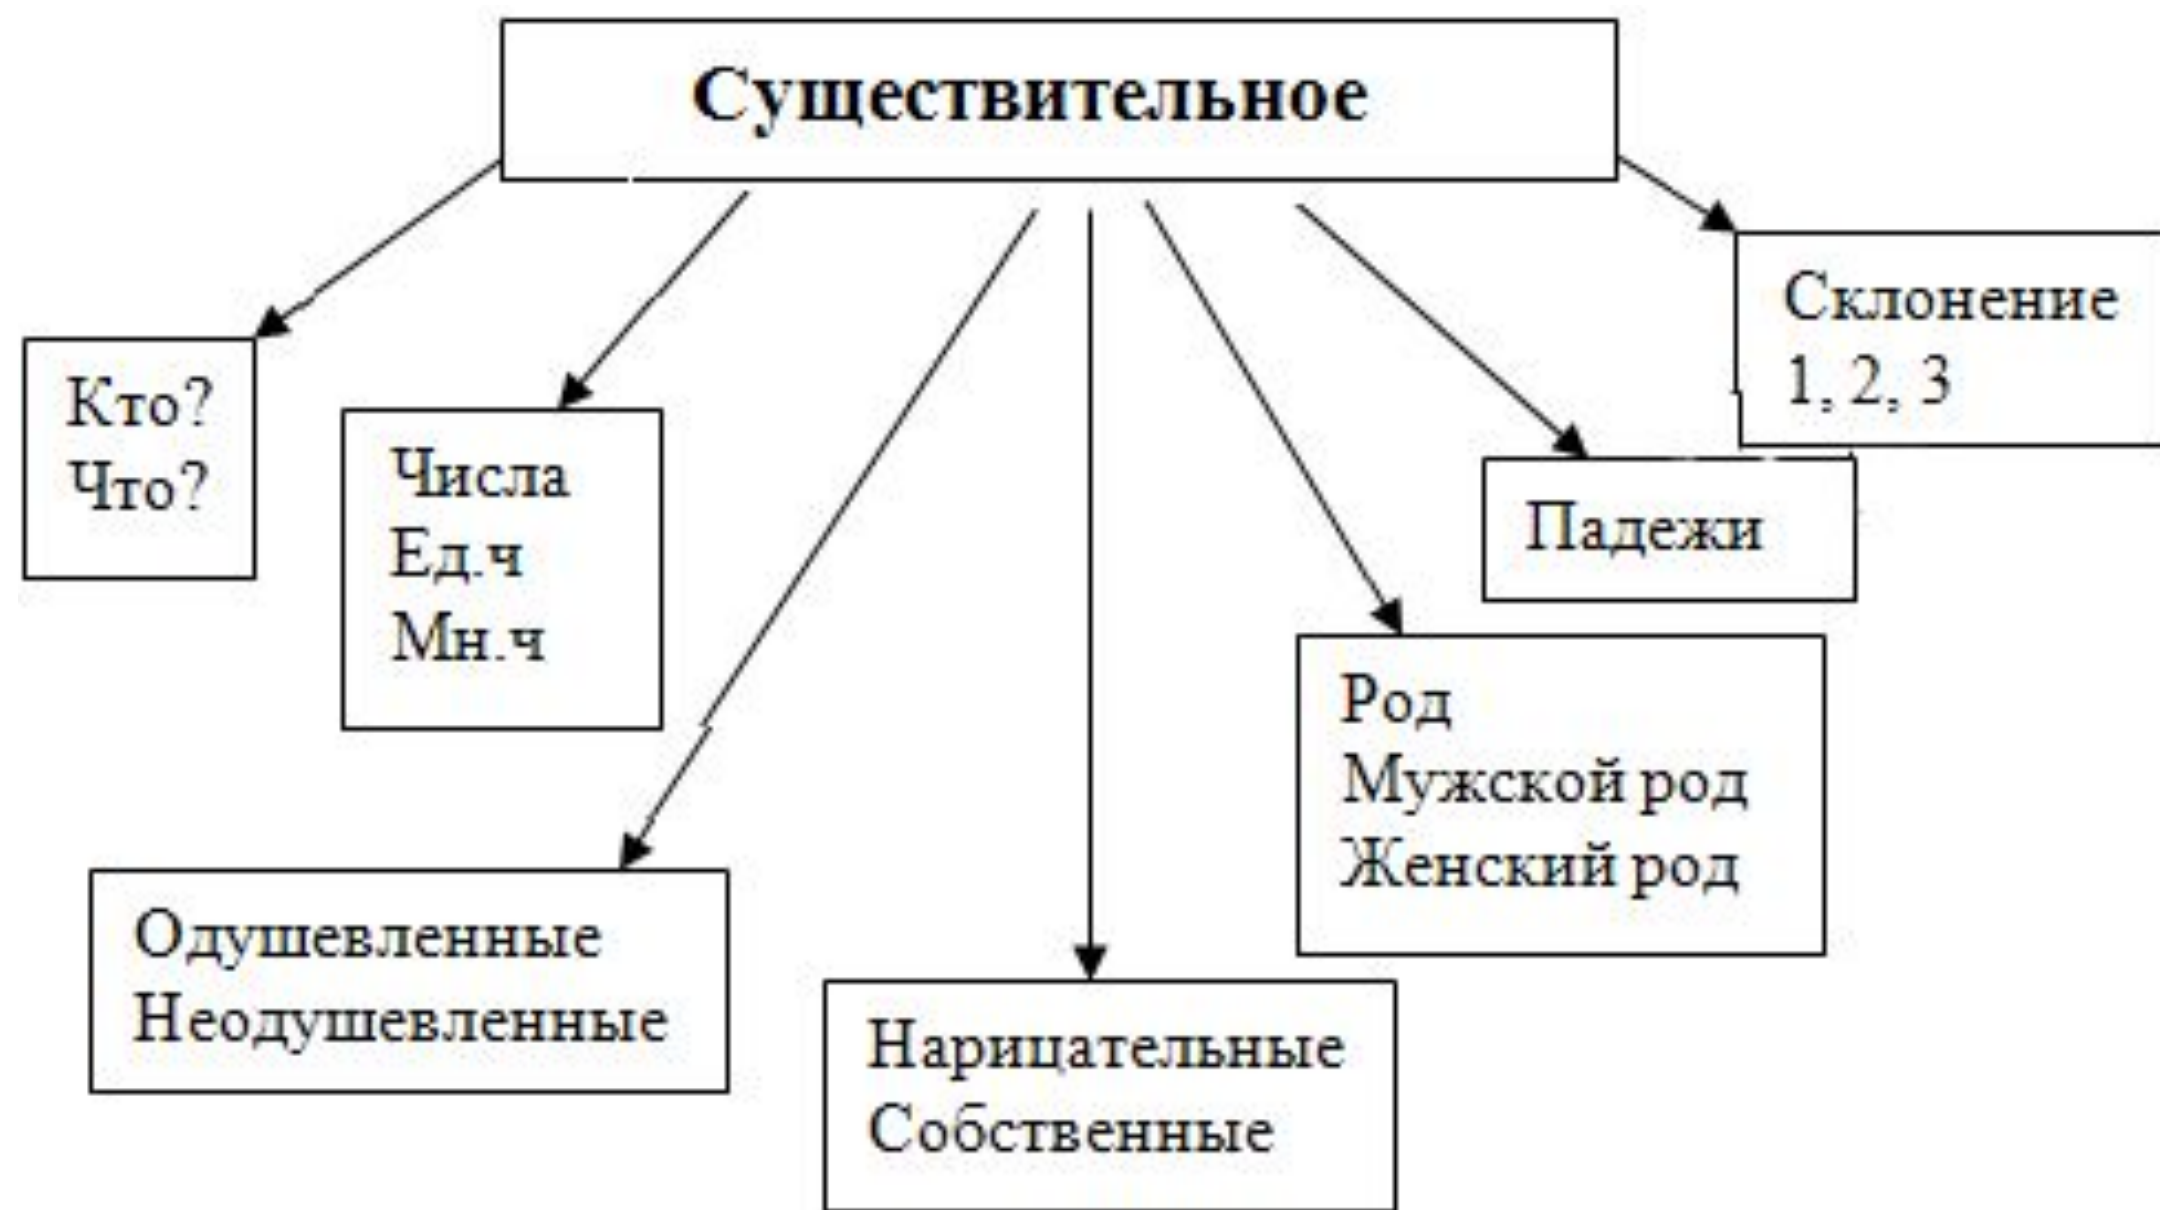 Существительное
Кто?
Что?
Числа
Ед.ч
Мн.ч
Одушевленные
Неодушевленные
Нарицательные
Собственные
Род
Мужской род
Женский род
Падежи
Склонение
1, 2, 3